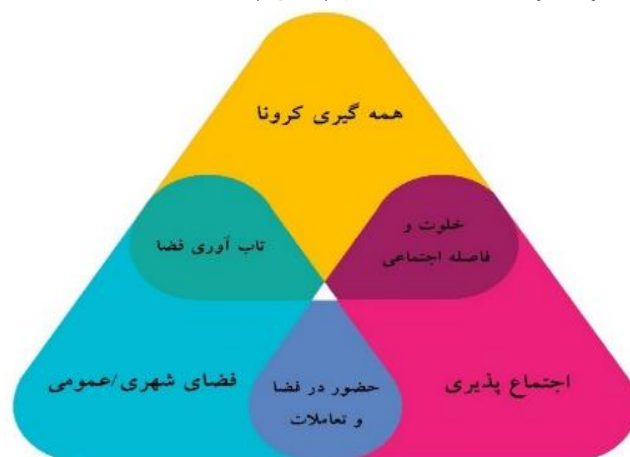 همه گیری کرونا
خلوت و
فاصله اجتماعی
تاب آوری فضا
اجتماع پذیری
فضای شهری/عمومی
حضور در فضا
و تعاملات